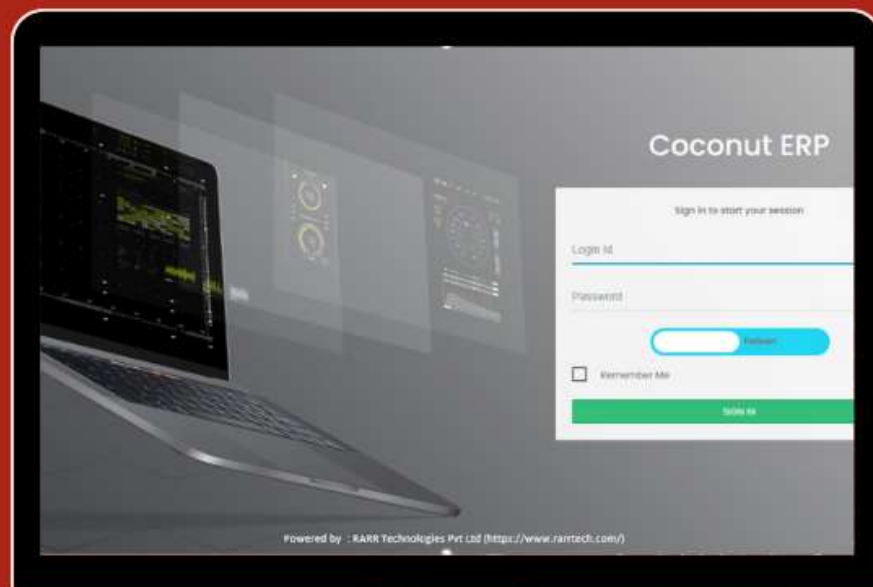 Coconut ERP
Sign in to start your session
Login Id
Password
Remember Me
SIGN IN
Powered by : RARR Technologies Pvt Ltd (https://www.rarrtech.com/)